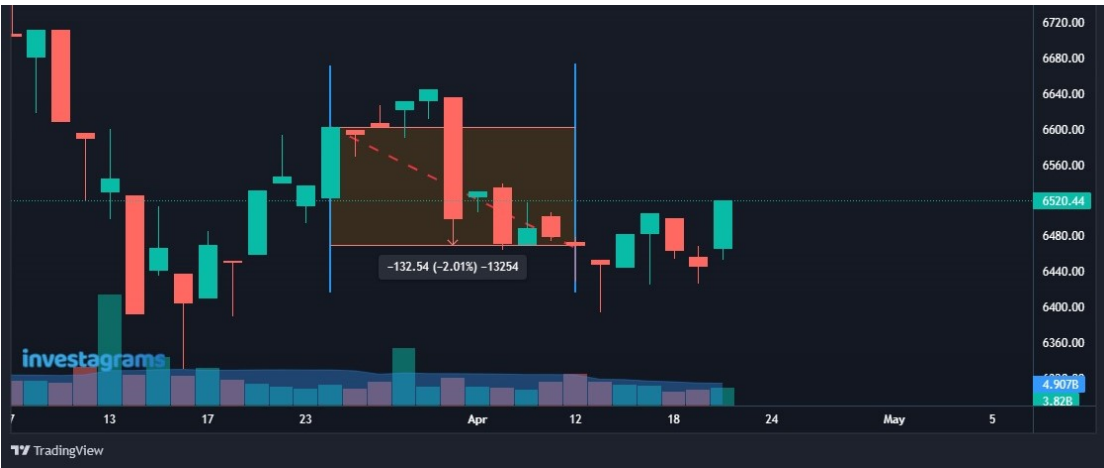 6720.00
6680.00
6640.00
6600.00
6560.00
6520.44
6480.00
6440.00
6400.00
6360.00
4.907B
3.82B
−132.54 (−2.01%) −13254
investagrams
7 13 17 23 Apr 12 18 24 May 5
TradingView